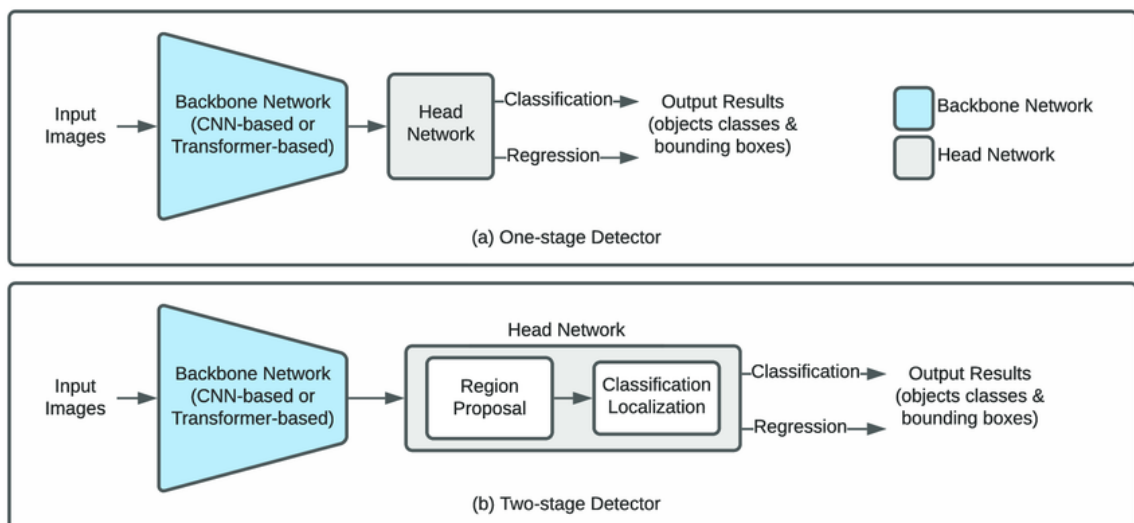 Input
Images
Backbone Network
(CNN-based or
Transformer-based)
Head
Network
Classification
Regression
Output Results
(objects classes &
bounding boxes)
Backbone Network
Head Network
(a) One-stage Detector
Input
Images
Backbone Network
(CNN-based or
Transformer-based)
Head Network
Region
Proposal
Classification
Localization
Classification
Regression
Output Results
(objects classes &
bounding boxes)
(b) Two-stage Detector